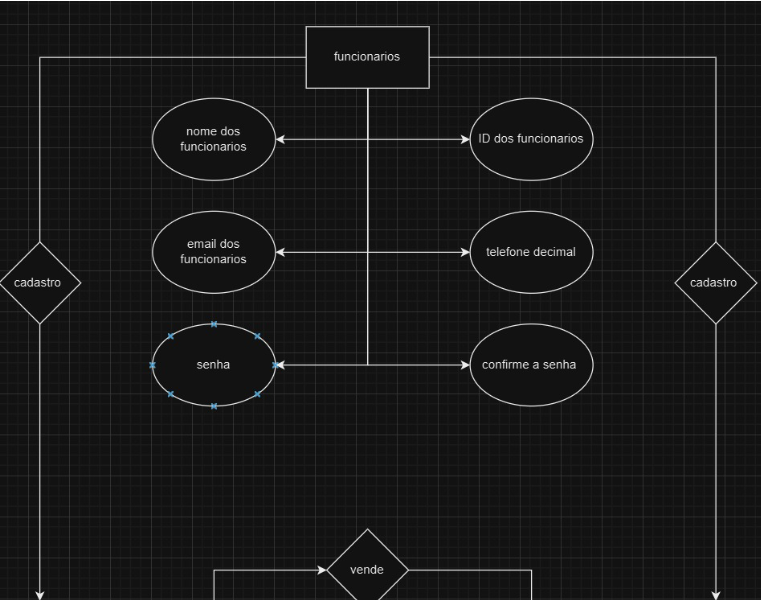 funcionarios
nome dos
funcionarios
ID dos funcionarios
email dos
funcionarios
telefone decimal
cadastro
cadastro
senha
confirme a senha
vende